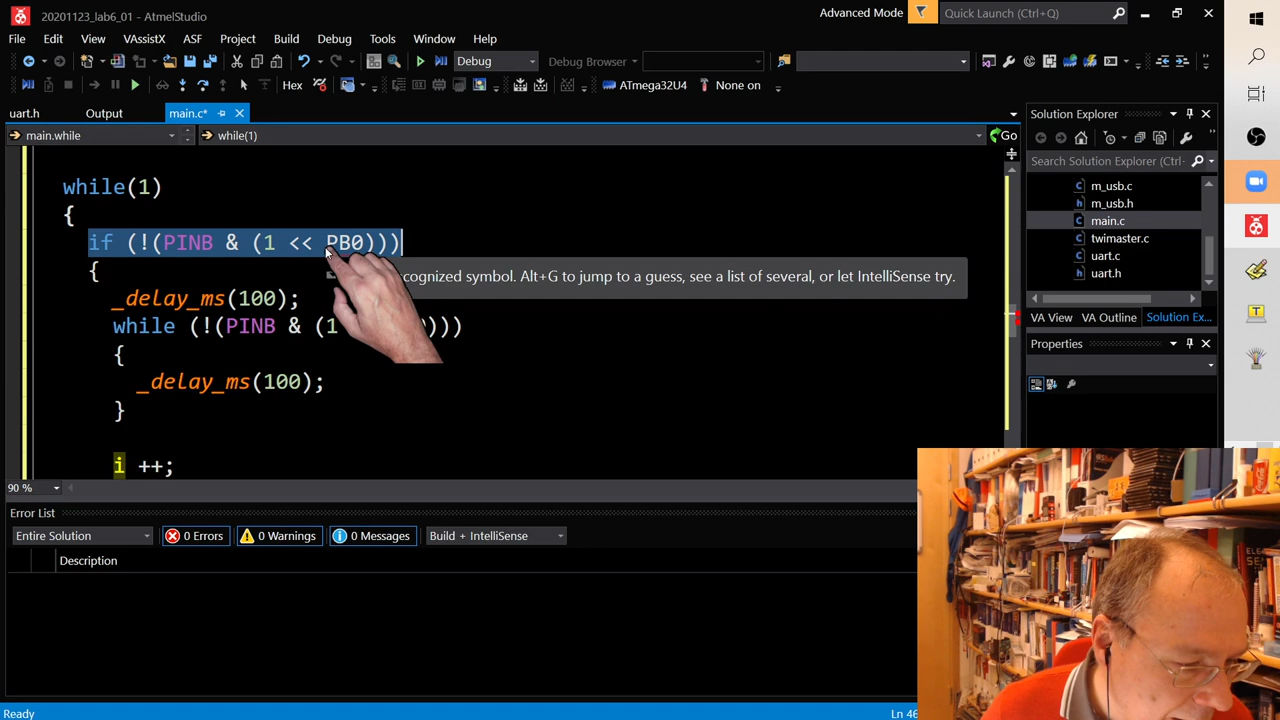 20201123_lab6_01 - AtmelStudio
Advanced Mode
Quick Launch (Ctrl+Q)
File Edit View VAssistX ASF Project Build Debug Tools Window Help
Debug
Debug Browser
Hex
ATmega32U4
None on
uart.h
Output
main.c*
main.while
while(1)
Go
while(1)
{
if (!(PINB & (1 << PB0)))
cognized symbol. Alt+G to jump to a guess, see a list of several, or let IntelliSense try.
{
_delay_ms(100);
while (!(PINB & (1 )))
{
_delay_ms(100);
}
i ++;
90 %
Solution Explorer
Search Solution Explorer (Ctrl+
m_usb.c
m_usb.h
main.c
twimaster.c
uart.c
uart.h
VA View
VA Outline
Solution Ex...
Properties
Error List
Entire Solution
0 Errors
0 Warnings
0 Messages
Build + IntelliSense
Description
Ready
Ln 46